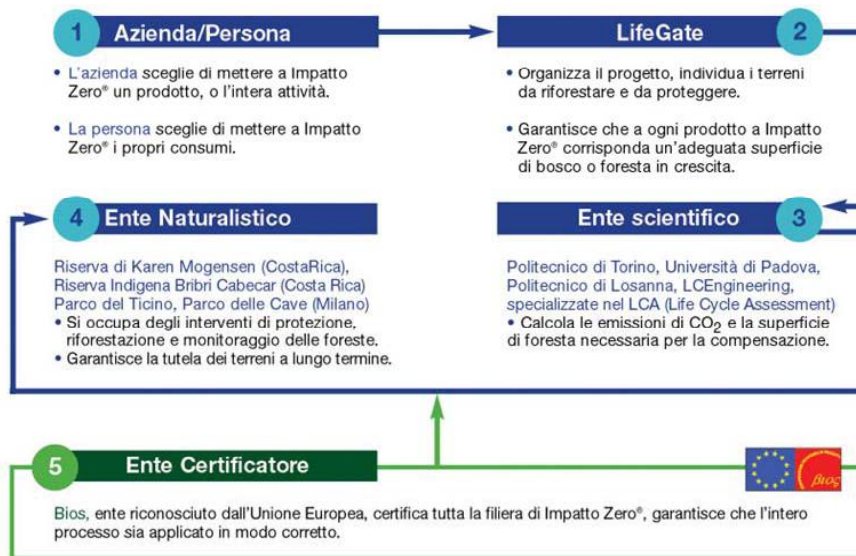 1 Azienda/Persona
• L'azienda sceglie di mettere a Impatto
Zero® un prodotto, o l'intera attività.
• La persona sceglie di mettere a Impatto
Zero® i propri consumi.
LifeGate 2
• Organizza il progetto, individua i terreni
da riforestare e da proteggere.
• Garantisce che a ogni prodotto a Impatto
Zero® corrisponda un'adeguata superficie
di bosco o foresta in crescita.
Ente scientifico 3
Politecnico di Torino, Università di Padova,
Politecnico di Losanna, LCEngineering,
specializzate nel LCA (Life Cycle Assessment)
• Calcola le emissioni di CO₂ e la superficie
di foresta necessaria per la compensazione.
4 Ente Naturalistico
Riserva di Karen Mogensen (CostaRica),
Riserva Indigena Bribri Cabecar (Costa Rica)
Parco del Ticino, Parco delle Cave (Milano)
• Si occupa degli interventi di protezione,
riforestazione e monitoraggio delle foreste.
• Garantisce la tutela dei terreni a lungo termine.
5 Ente Certificatore
βιος
Bios, ente riconosciuto dall'Unione Europea, certifica tutta la filiera di Impatto Zero®, garantisce che l'intero
processo sia applicato in modo corretto.